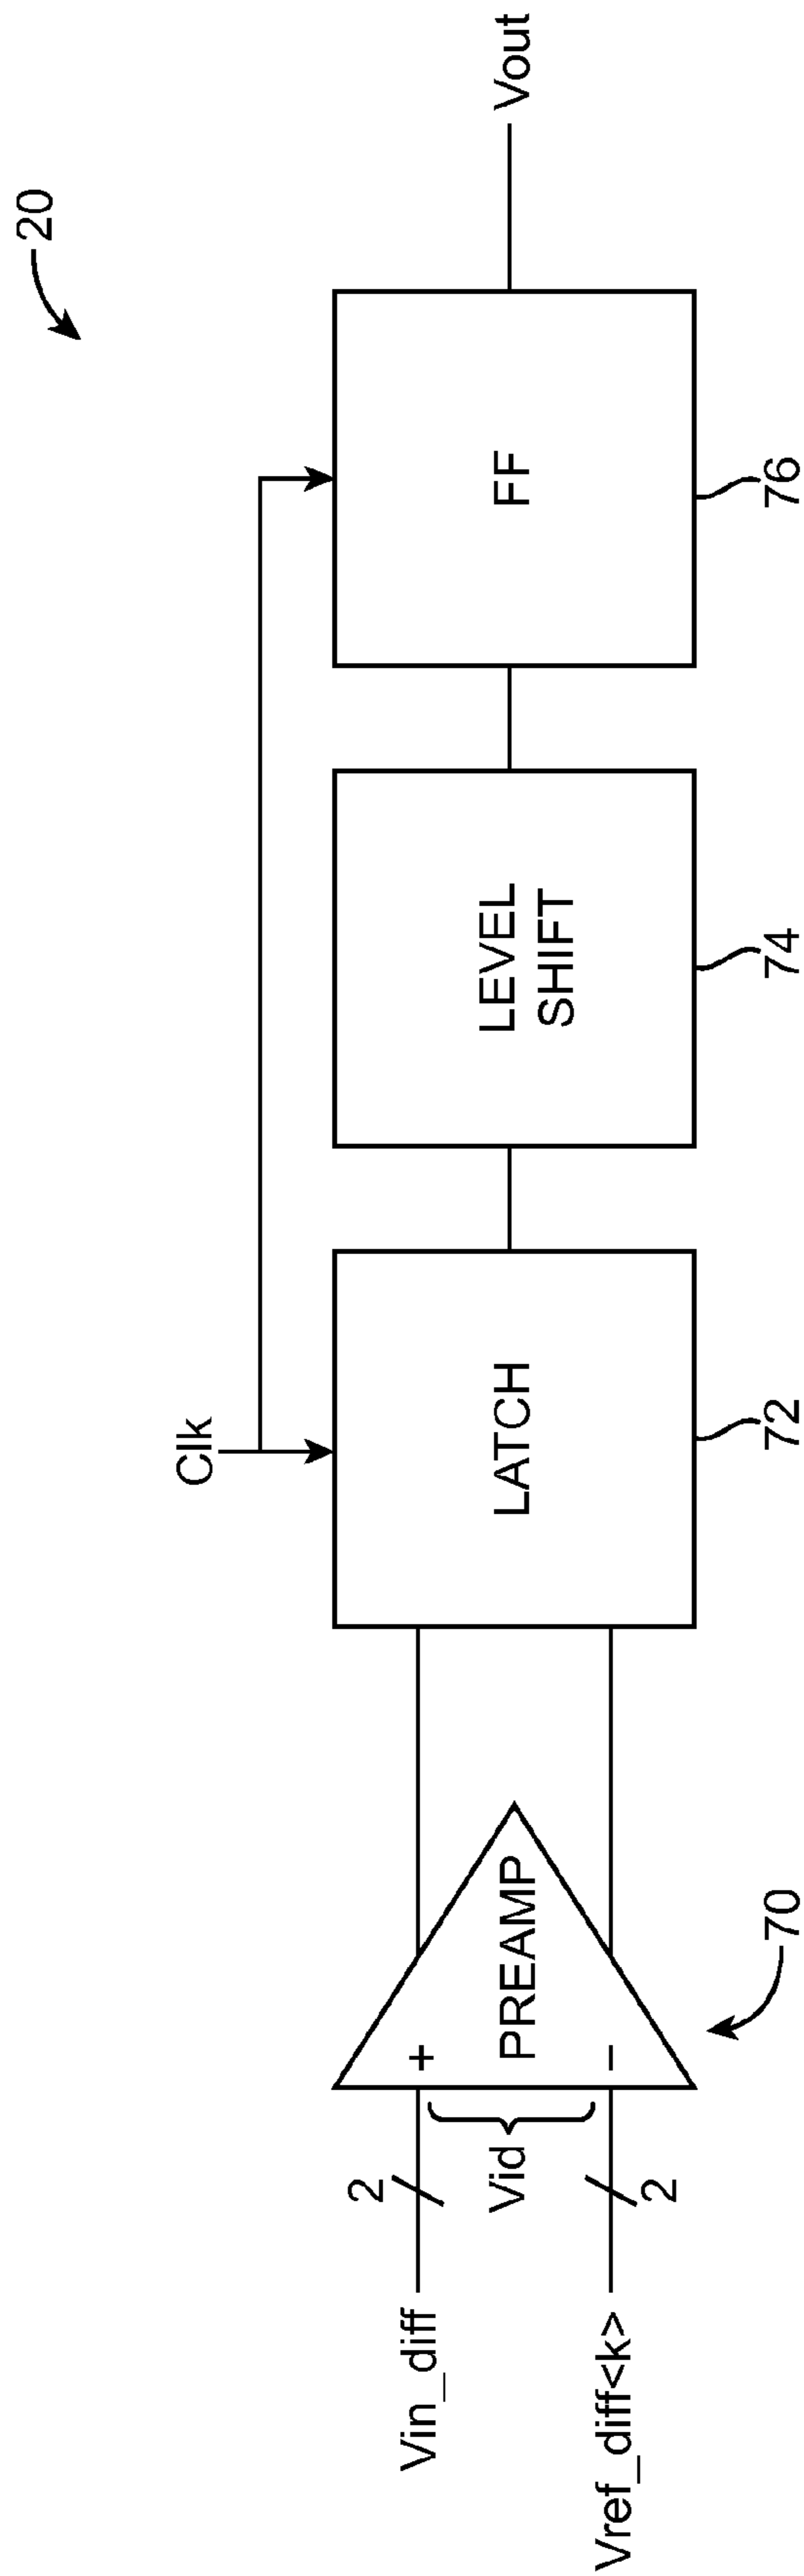 20
Clk
Vin_diff
2
+
Vid
PREAMP
LATCH
LEVEL
SHIFT
FF
Vout
Vref_diff<k>
2
−
70
72
74
76